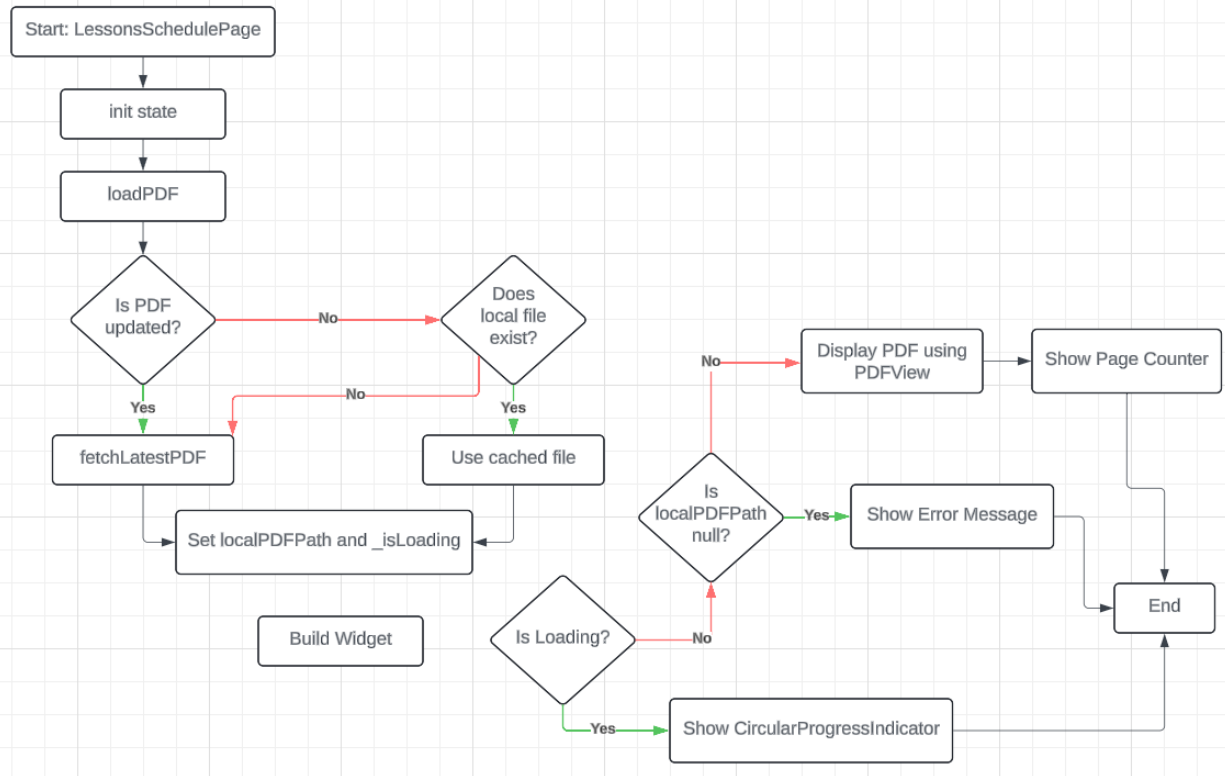 Start: LessonsSchedulePage
init state
loadPDF
Is PDF
updated?
No
Does
local file
exist?
No
Yes
Yes
fetchLatestPDF
Use cached file
Set localPDFPath and _isLoading
Build Widget
Is Loading?
No
Yes
Show CircularProgressIndicator
Is
localPDFPath
null?
No
Yes
Display PDF using
PDFView
Show Page Counter
Show Error Message
End